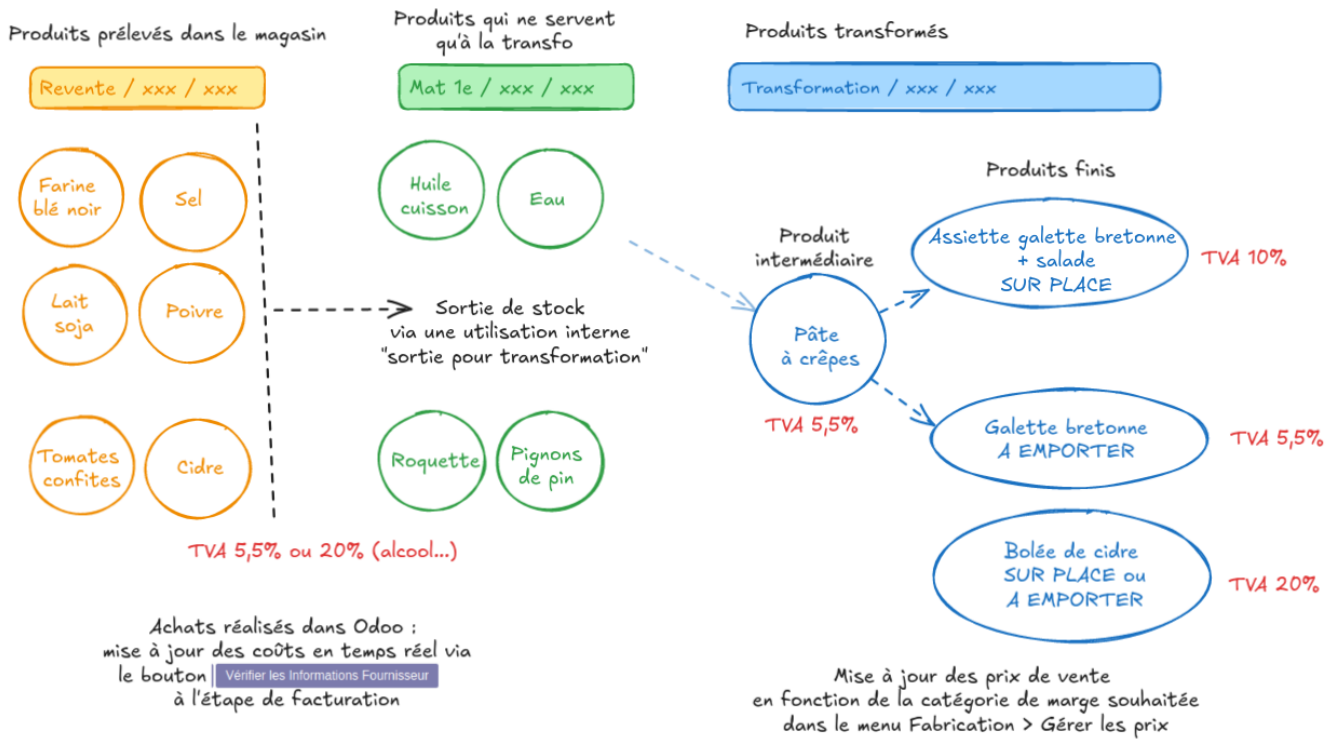 Produits prélevés dans le magasin
Revente / xxx / xxx
Farine
blé noir
Sel
Lait
soja
Poivre
Tomates
confites
Cidre
TVA 5,5% ou 20% (alcool...)
Achats réalisés dans Odoo :
mise à jour des coûts en temps réel via
le bouton Vérifier les Informations Fournisseur
à l'étape de facturation
Produits qui ne servent
qu'à la transfo
Mat 1e / xxx / xxx
Huile
cuisson
Eau
Sortie de stock
via une utilisation interne
"sortie pour transformation"
Roquette
Pignons
de pin
Produits transformés
Transformation / xxx / xxx
Produit
intermédiaire
Pâte
à crêpes
TVA 5,5%
Produits finis
Assiette galette bretonne
+ salade
SUR PLACE
TVA 10%
Galette bretonne
A EMPORTER
TVA 5,5%
Bolée de cidre
SUR PLACE ou
A EMPORTER
TVA 20%
Mise à jour des prix de vente
en fonction de la catégorie de marge souhaitée
dans le menu Fabrication > Gérer les prix